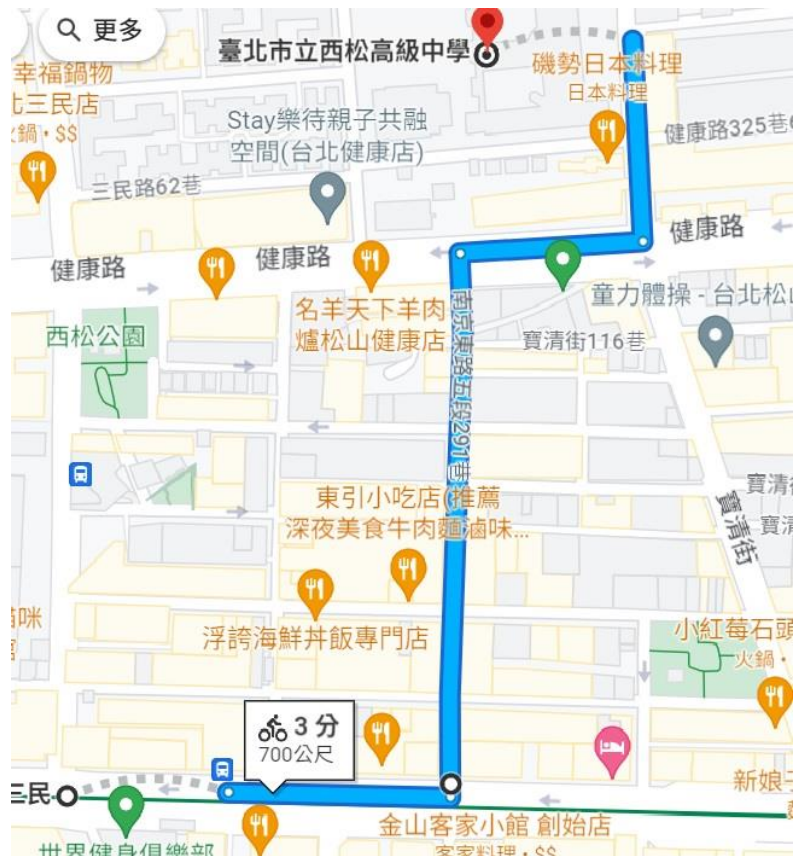 更多
臺北市立西松高級中學
幸福鍋物
北三民店
火鍋・$$
磯勢日本料理
日本料理
Stay樂待親子共融
空間(台北健康店)
健康路325巷
三民路62巷
健康路
健康路
健康路
名羊天下羊肉
爐松山健康店
童力體操 - 台北松山
西松公園
寶清街116巷
南京東路五段291巷
東引小吃店(推薦
深夜美食牛肉麵滷味...
寶清街
寶清
寶清
浮誇海鮮丼飯專門店
小紅莓石頭
火鍋・
3 分
700公尺
三民
新娘
金山客家小館 創始店
客家料理・$$
世界健身俱樂部